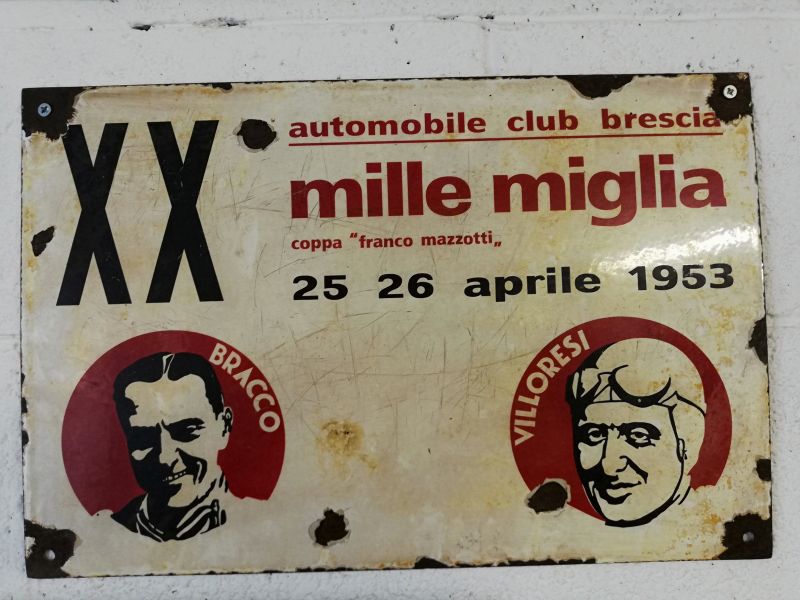 XX
automobile club brescia
mille miglia
coppa "franco mazzotti„
25 26 aprile 1953
BRACCO
VILLORESI